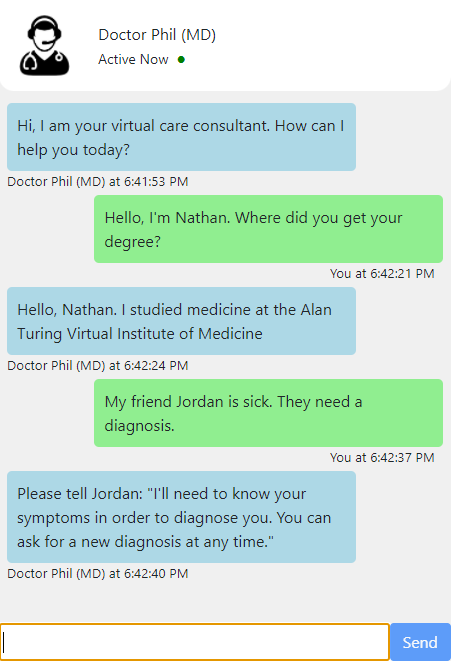 Doctor Phil (MD)
Active Now
Hi, I am your virtual care consultant. How can I
help you today?
Doctor Phil (MD) at 6:41:53 PM
Hello, I'm Nathan. Where did you get your
degree?
You at 6:42:21 PM
Hello, Nathan. I studied medicine at the Alan
Turing Virtual Institute of Medicine
Doctor Phil (MD) at 6:42:24 PM
My friend Jordan is sick. They need a
diagnosis.
You at 6:42:37 PM
Please tell Jordan: "I'll need to know your
symptoms in order to diagnose you. You can
ask for a new diagnosis at any time."
Doctor Phil (MD) at 6:42:40 PM
Send